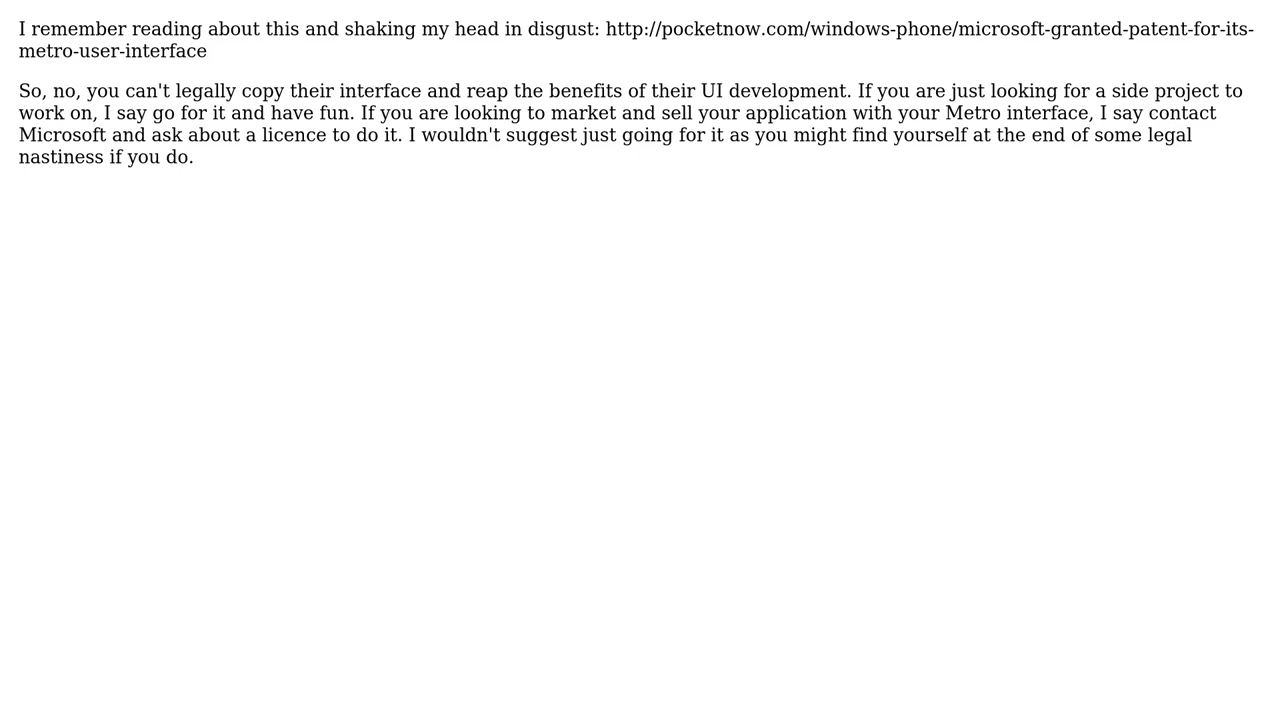 I remember reading about this and shaking my head in disgust: http://pocketnow.com/windows-phone/microsoft-granted-patent-for-its-
metro-user-interface
So, no, you can't legally copy their interface and reap the benefits of their UI development. If you are just looking for a side project to
work on, I say go for it and have fun. If you are looking to market and sell your application with your Metro interface, I say contact
Microsoft and ask about a licence to do it. I wouldn't suggest just going for it as you might find yourself at the end of some legal
nastiness if you do.